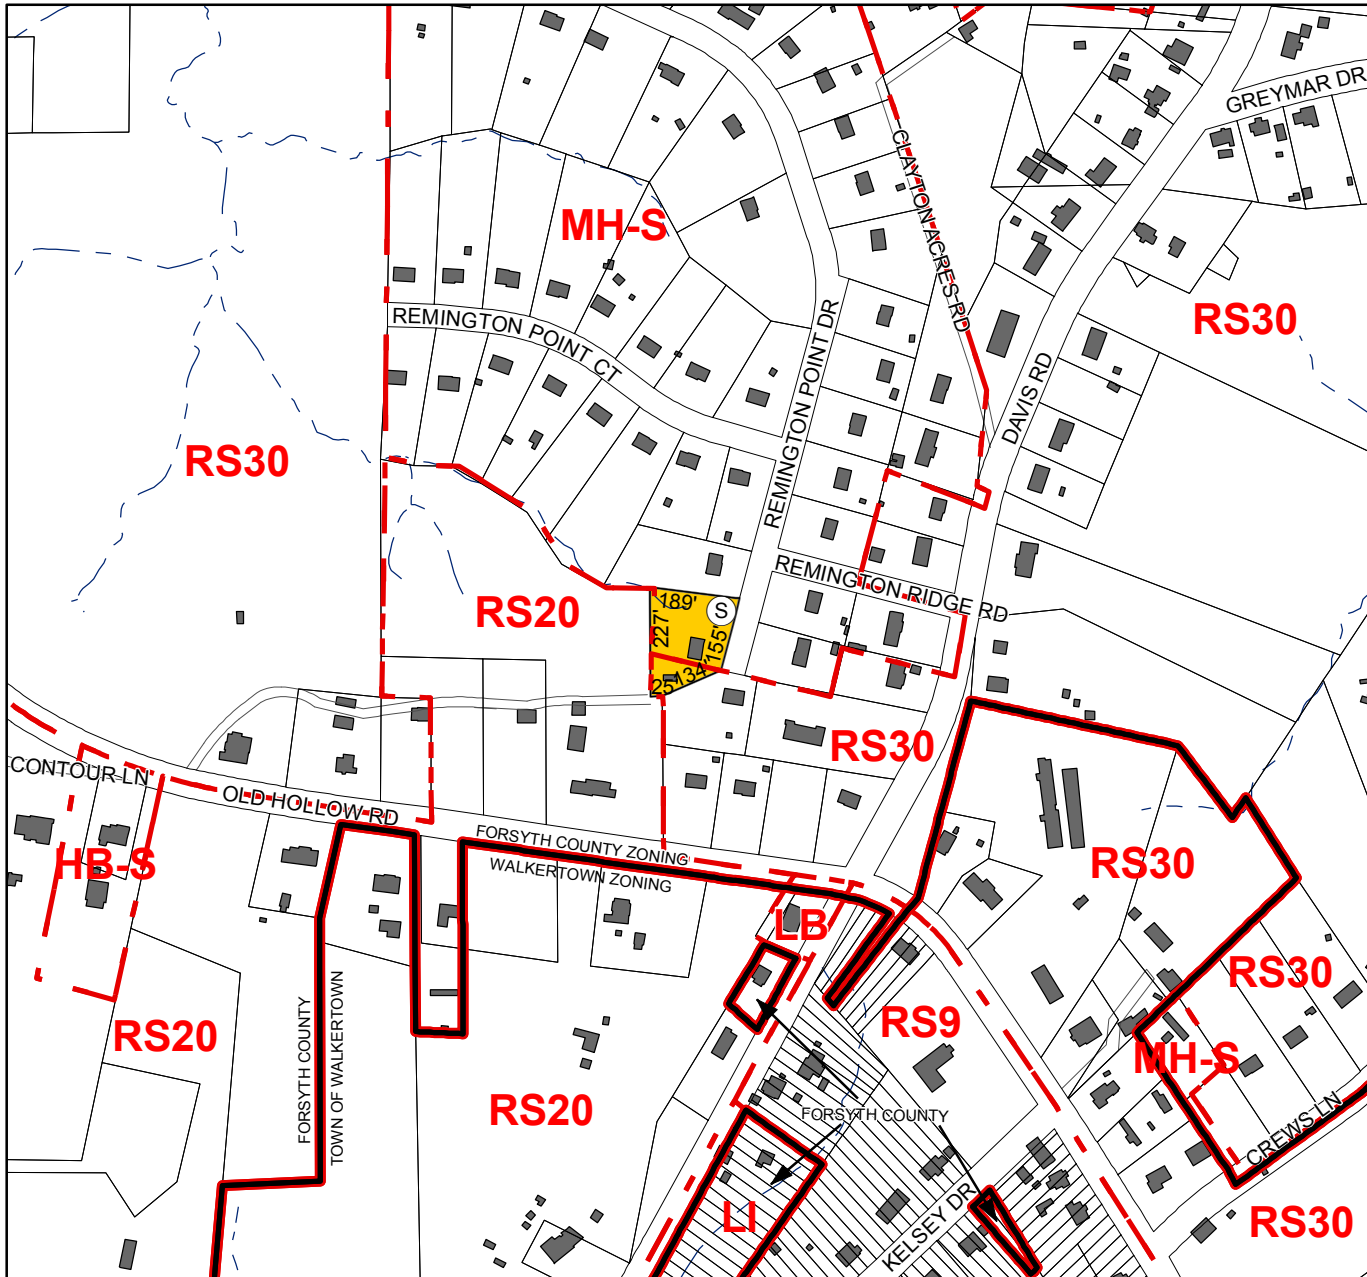 GREYMAR DR
CLAYTON ACRES RD
MH-S
RS30
REMINGTON POINT CT
REMINGTON POINT DR
DAVIS RD
RS30
REMINGTON RIDGE RD
RS20
189'
S
227'
155'
134'
25'
RS30
CONTOUR LN
OLD HOLLOW RD
FORSYTH COUNTY ZONING
WALKERTOWN ZONING
HB-S
RS30
LB
RS30
FORSYTH COUNTY
TOWN OF WALKERTOWN
RS9
RS20
MH-S
RS20
FORSYTH COUNTY
CREWS LN
KELSEY DR
LI
RS30